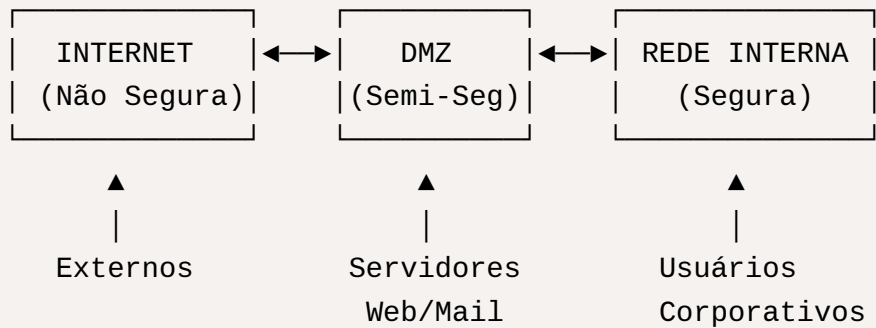 INTERNET DMZ REDE INTERNA
(Não Segura) (Semi-Seg) (Segura)
Externos Servidores Usuários
Web/Mail Corporativos